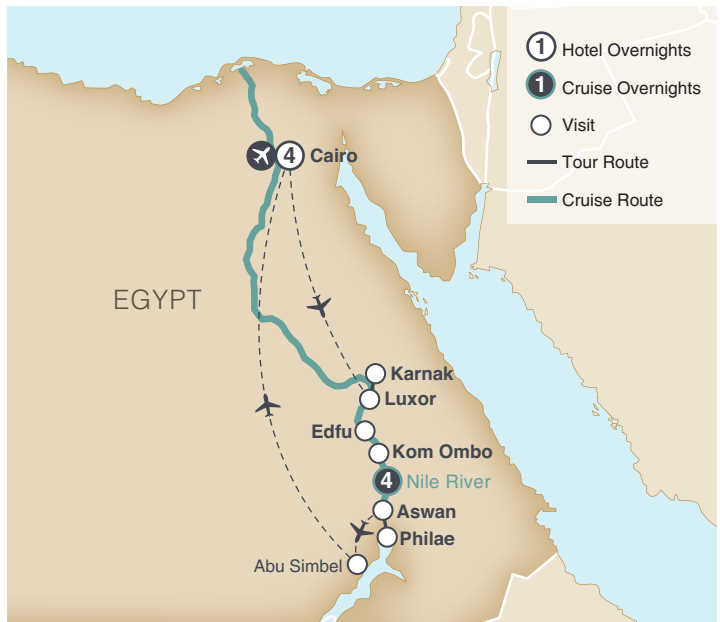 1 Hotel Overnights
1 Cruise Overnights
Visit
Tour Route
Cruise Route
4 Cairo
EGYPT
Karnak
Luxor
Edfu
Kom Ombo
4 Nile River
Aswan
Philae
Abu Simbel